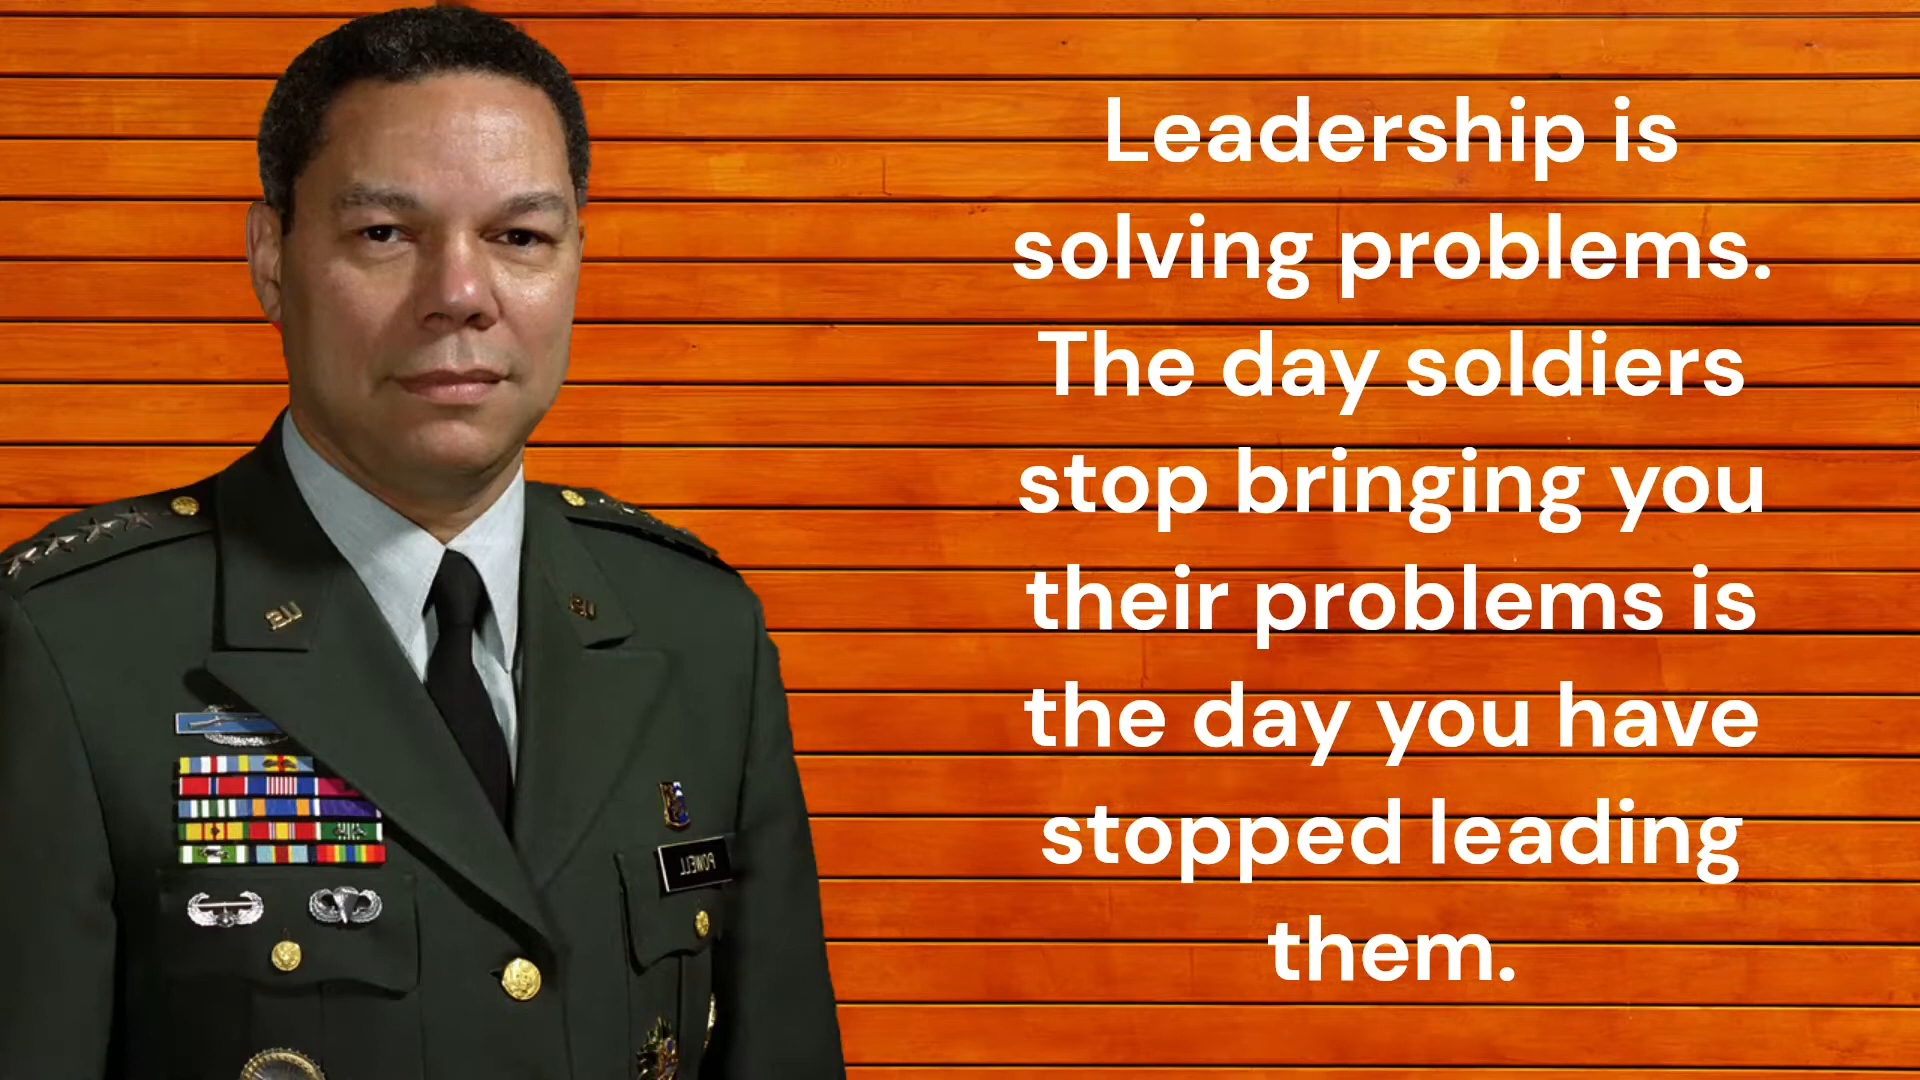 Leadership is
solving problems.
The day soldiers
stop bringing you
their problems is
the day you have
stopped leading
them.
U.S.
U.S.
POWELL